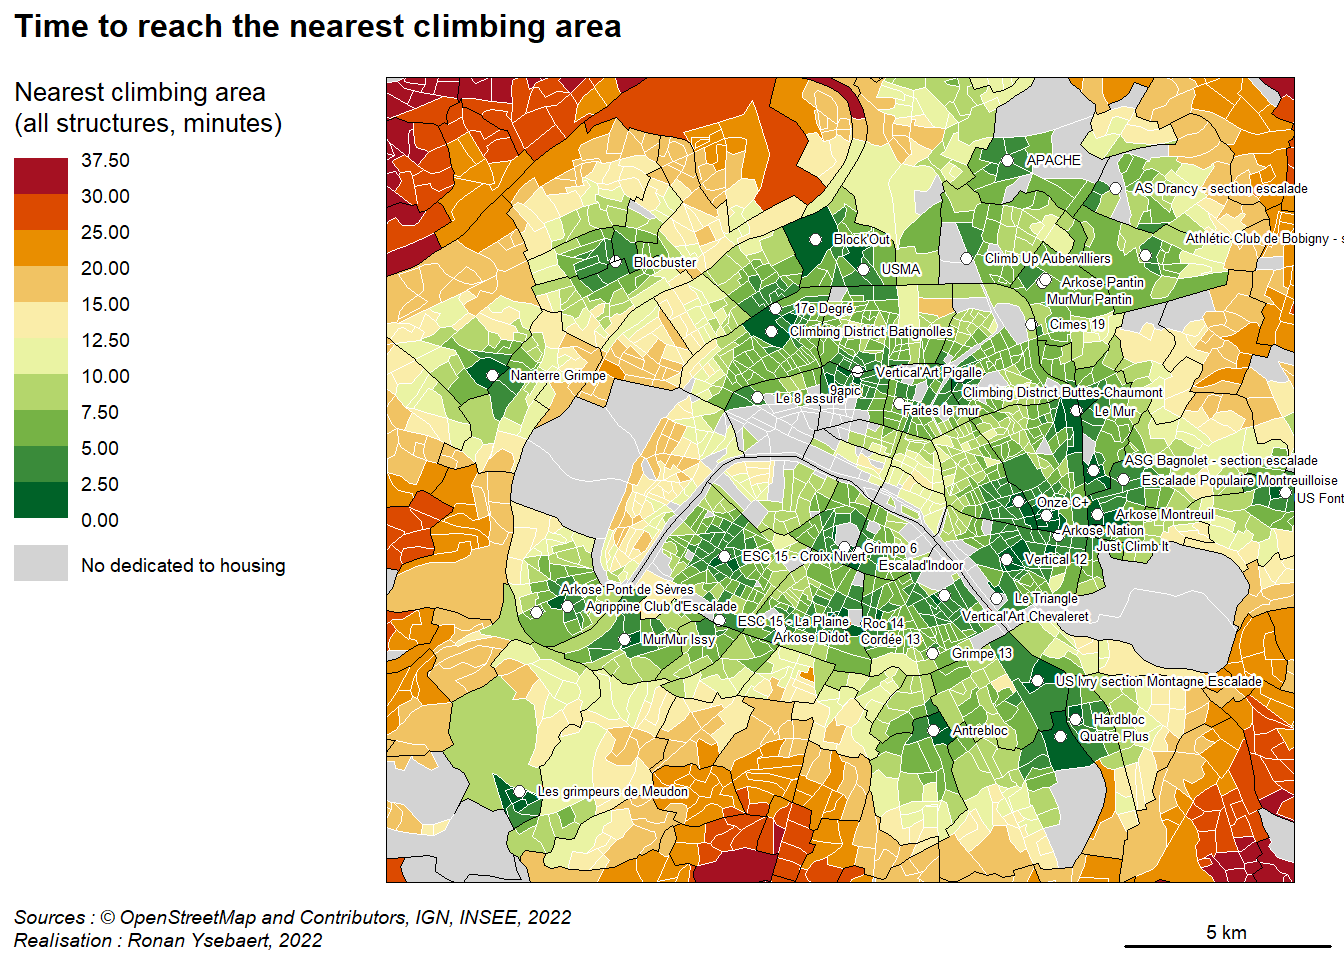 Time to reach the nearest climbing area
Nearest climbing area
(all structures, minutes)
37.50
30.00
25.00
20.00
15.00
12.50
10.00
7.50
5.00
2.50
0.00
No dedicated to housing
APACHE
AS Drancy - section escalade
Block'Out
Athlétic Club de Bobigny - s
Blocbuster
USMA
Climb Up Aubervilliers
Arkose Pantin
MurMur Pantin
17e Degré
Cimes 19
Climbing District Batignolles
Nanterre Grimpe
Vertical'Art Pigalle
9apic
Climbing District Buttes-Chaumont
Le 8 assure
Faites le mur
Le Mur
ASG Bagnolet - section escalade
Escalade Populaire Montreuilloise
US Font
Onze C+
Arkose Montreuil
Arkose Nation
Just Climb It
Grimpo 6
ESC 15 - Croix Nivert
Escalad'Indoor
Vertical 12
Arkose Pont de Sèvres
Agrippine Club d'Escalade
Le Triangle
Vertical'Art Chevaleret
ESC 15 - La Plaine
Roc 14
Arkose Didot
Cordée 13
MurMur Issy
Grimpe 13
US Ivry section Montagne Escalade
Hardbloc
Antrebloc
Quatre Plus
Les grimpeurs de Meudon
Sources : © OpenStreetMap and Contributors, IGN, INSEE, 2022
Realisation : Ronan Ysebaert, 2022
5 km